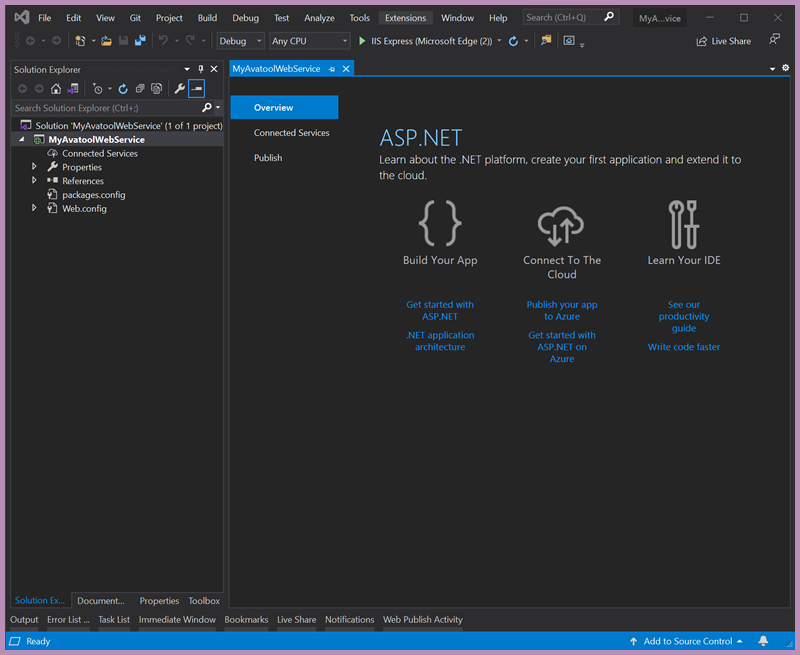 File Edit View Git Project Build Debug Test Analyze Tools Extensions Window Help Search (Ctrl+Q) MyA...vice
Debug Any CPU IIS Express (Microsoft Edge (2)) Live Share
Solution Explorer
Search Solution Explorer (Ctrl+;)
Solution 'MyAvatoolWebService' (1 of 1 project)
MyAvatoolWebService
Connected Services
Properties
References
packages.config
Web.config
Solution Ex... Document... Properties Toolbox
MyAvatoolWebService
Overview
Connected Services
Publish
ASP.NET
Learn about the .NET platform, create your first application and extend it to
the cloud.
Build Your App
Get started with
ASP.NET
.NET application
architecture
Connect To The
Cloud
Publish your app
to Azure
Get started with
ASP.NET on
Azure
Learn Your IDE
See our
productivity
guide
Write code faster
Output Error List ... Task List Immediate Window Bookmarks Live Share Notifications Web Publish Activity
Ready Add to Source Control